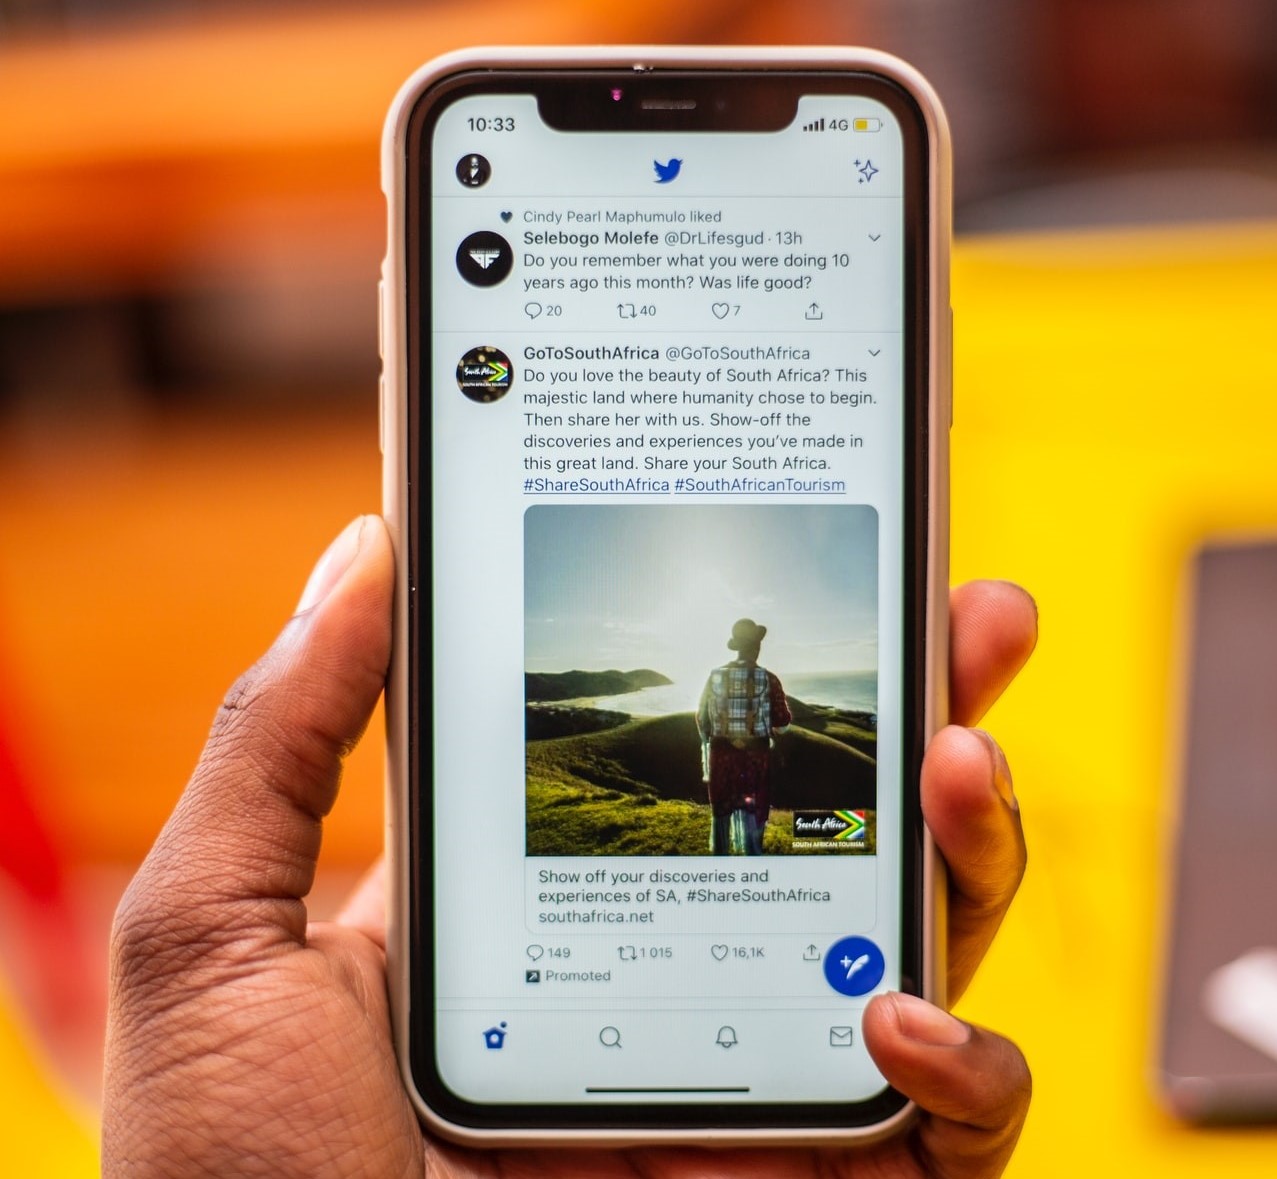 10:33
4G
Cindy Pearl Maphumulo liked
Selebogo Molefe @DrLifesgud · 13h
Do you remember what you were doing 10
years ago this month? Was life good?
20 40 7
GoToSouthAfrica @GoToSouthAfrica
Do you love the beauty of South Africa? This
majestic land where humanity chose to begin.
Then share her with us. Show-off the
discoveries and experiences you’ve made in
this great land. Share your South Africa.
#ShareSouthAfrica #SouthAfricanTourism
South Africa
SOUTH AFRICAN TOURISM
Show off your discoveries and
experiences of SA, #ShareSouthAfrica
southafrica.net
149 1 015 16,1K
Promoted